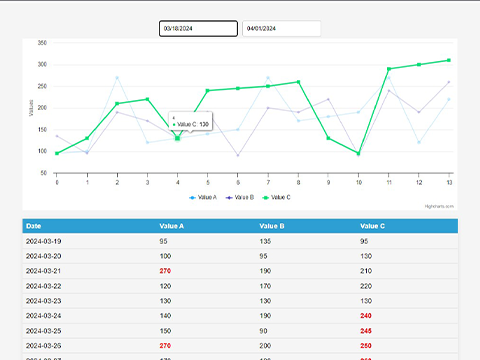 03/18/2024 04/01/2024
350
300
250
200
150
100
50
Values
4
Value C: 130
0 1 2 3 4 5 6 7 8 9 10 11 12 13
Value A Value B Value C
Highcharts.com
Date Value A Value B Value C
2024-03-19 95 135 95
2024-03-20 100 95 130
2024-03-21 270 190 210
2024-03-22 120 170 220
2024-03-23 130 130 130
2024-03-24 140 190 240
2024-03-25 150 90 245
2024-03-26 270 200 250